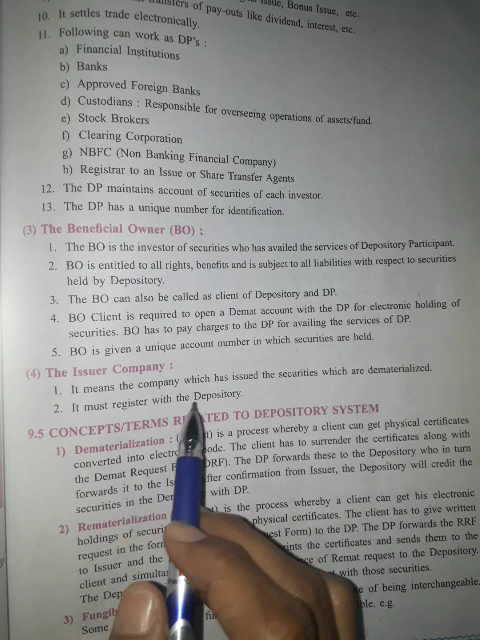 transfers of pay-outs like dividend, interest, etc.
Issue, Bonus Issue, etc.
10. It settles trade electronically.
11. Following can work as DP's :
a) Financial Institutions
b) Banks
c) Approved Foreign Banks
d) Custodians : Responsible for overseeing operations of assets/fund.
e) Stock Brokers
f) Clearing Corporation
g) NBFC (Non Banking Financial Company)
h) Registrar to an Issue or Share Transfer Agents
12. The DP maintains account of securities of each investor.
13. The DP has a unique number for identification.
(3) The Beneficial Owner (BO) :
1. The BO is the investor of securities who has availed the services of Depository Participant.
2. BO is entitled to all rights, benefits and is subject to all liabilities with respect to securities
held by Depository.
3. The BO can also be called as client of Depository and DP.
4. BO Client is required to open a Demat account with the DP for electronic holding of
securities. BO has to pay charges to the DP for availing the services of DP.
5. BO is given a unique account number in which securities are held.
(4) The Issuer Company :
1. It means the company which has issued the securities which are dematerialized.
2. It must register with the Depository.
9.5 CONCEPTS/TERMS TO DEPOSITORY SYSTEM
1) Dematerialization : is a process whereby a client can get physical certificates
converted into mode. The client has to surrender the certificates along with
the Demat Request (DRF). The DP forwards these to the Depository who in turn
forwards it to the After confirmation from Issuer, the Depository will credit the
securities in the with DP.
2) Rematerialization is the process whereby a client can get his electronic
holdings of physical certificates. The client has to give written
request in the Form) to the DP. The DP forwards the RRF
to Issuer and the the certificates and sends them to the
client and of Remat request to the Depository.
The with those securities.
3) of being interchangeable.
Some e.g.